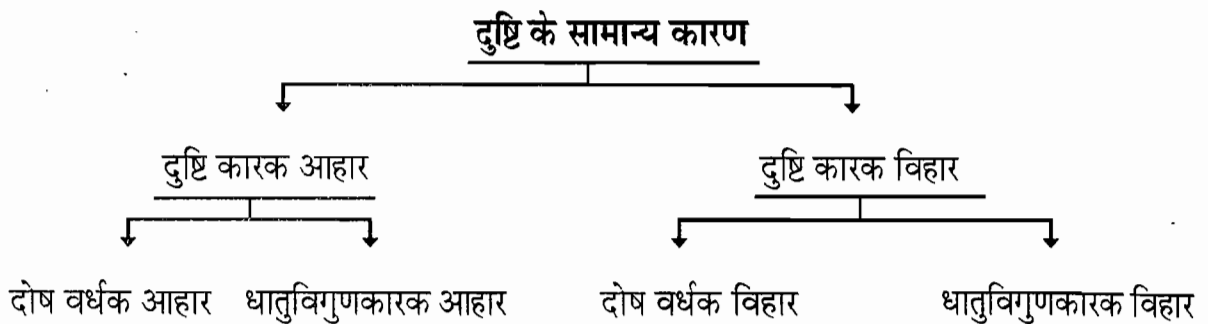 दुष्टि के सामान्य कारण
दुष्टि कारक आहार दुष्टि कारक विहार
दोष वर्धक आहार धातुविगुणकारक आहार दोष वर्धक विहार धातुविगुणकारक विहार